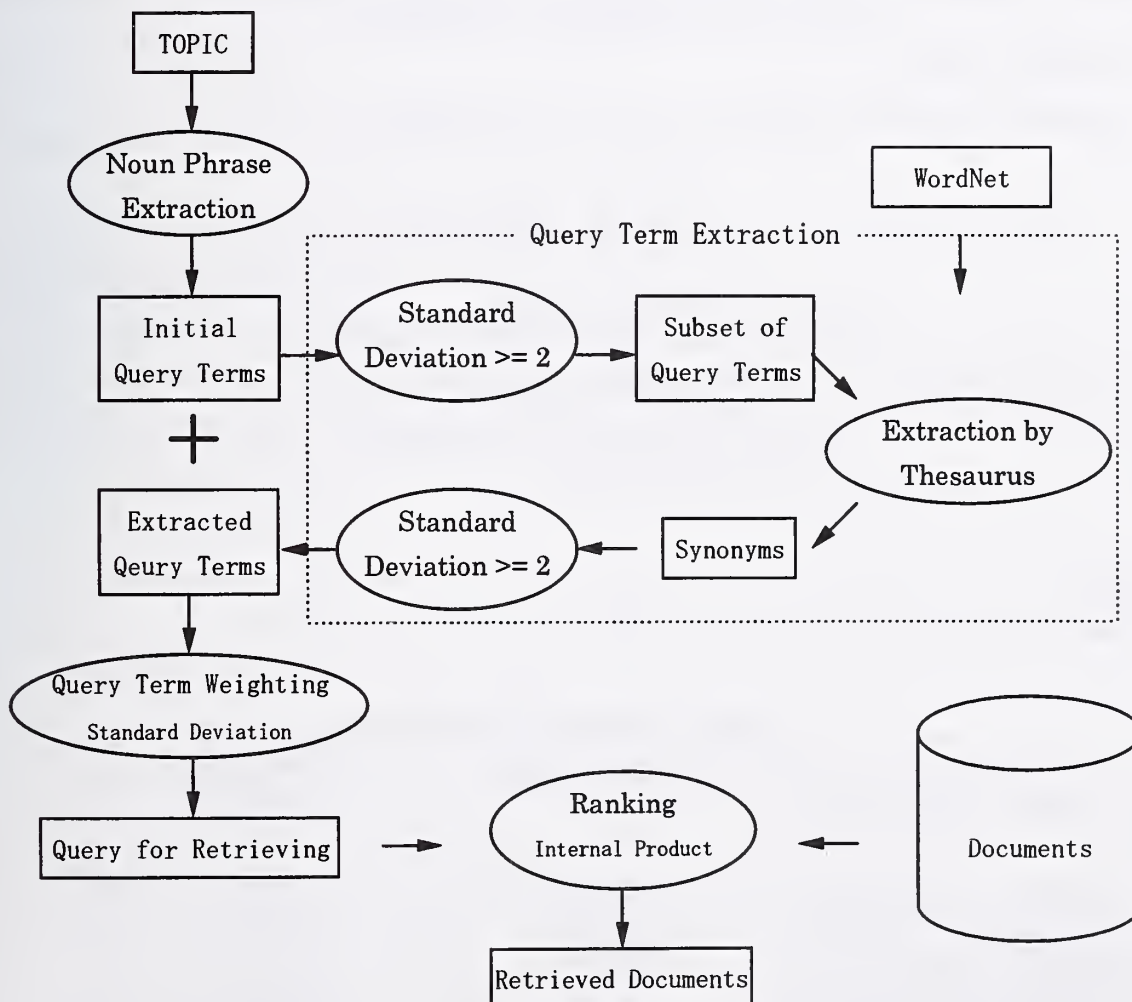 TOPIC
Noun Phrase
Extraction
WordNet
Query Term Extraction
Initial
Query Terms
Standard
Deviation >= 2
Subset of
Query Terms
Extraction by
Thesaurus
+
Extracted
Qeury Terms
Standard
Deviation >= 2
Synonyms
Query Term Weighting
Standard Deviation
Query for Retrieving
Ranking
Internal Product
Documents
Retrieved Documents